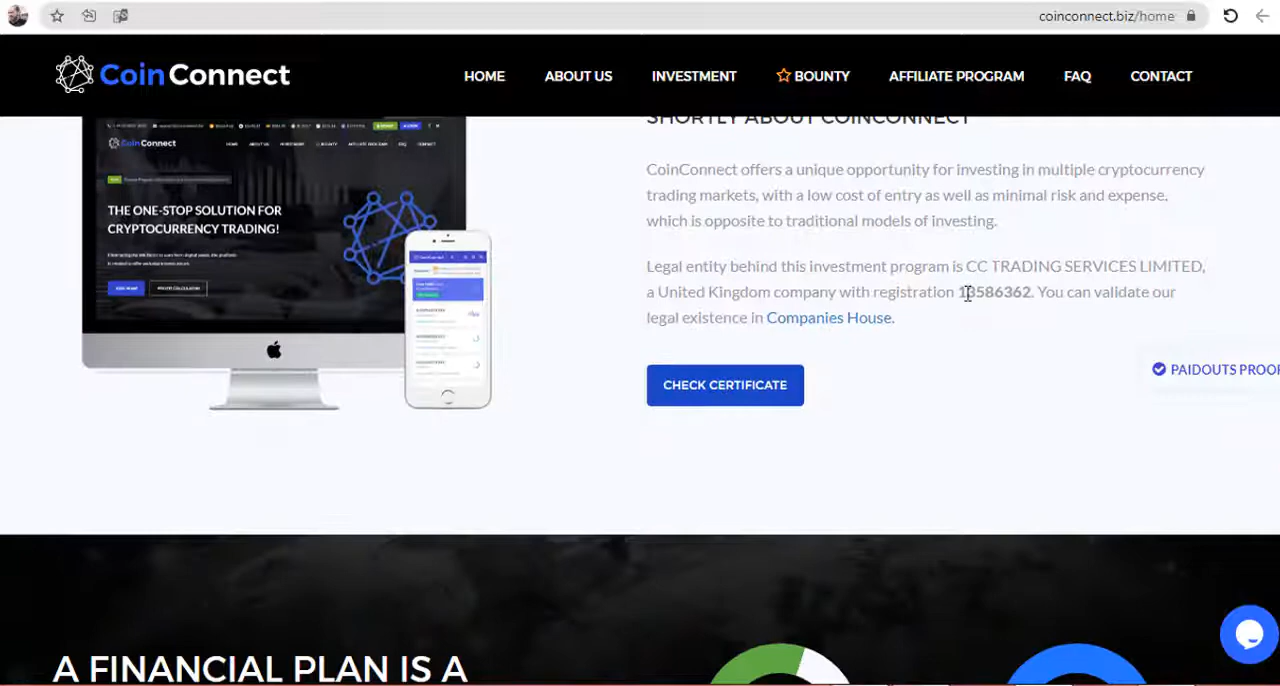 coinconnect.biz/home
CoinConnect
HOME
ABOUT US
INVESTMENT
BOUNTY
AFFILIATE PROGRAM
FAQ
CONTACT
SHORTLY ABOUT COINCONNECT
CoinConnect
THE ONE-STOP SOLUTION FOR
CRYPTOCURRENCY TRADING!
CoinConnect offers a unique opportunity for investing in multiple cryptocurrency
trading markets, with a low cost of entry as well as minimal risk and expense,
which is opposite to traditional models of investing.
Legal entity behind this investment program is CC TRADING SERVICES LIMITED,
a United Kingdom company with registration
You can validate our
legal existence in Companies House.
CHECK CERTIFICATE
PAIDOUTS PROOF
A FINANCIAL PLAN IS A